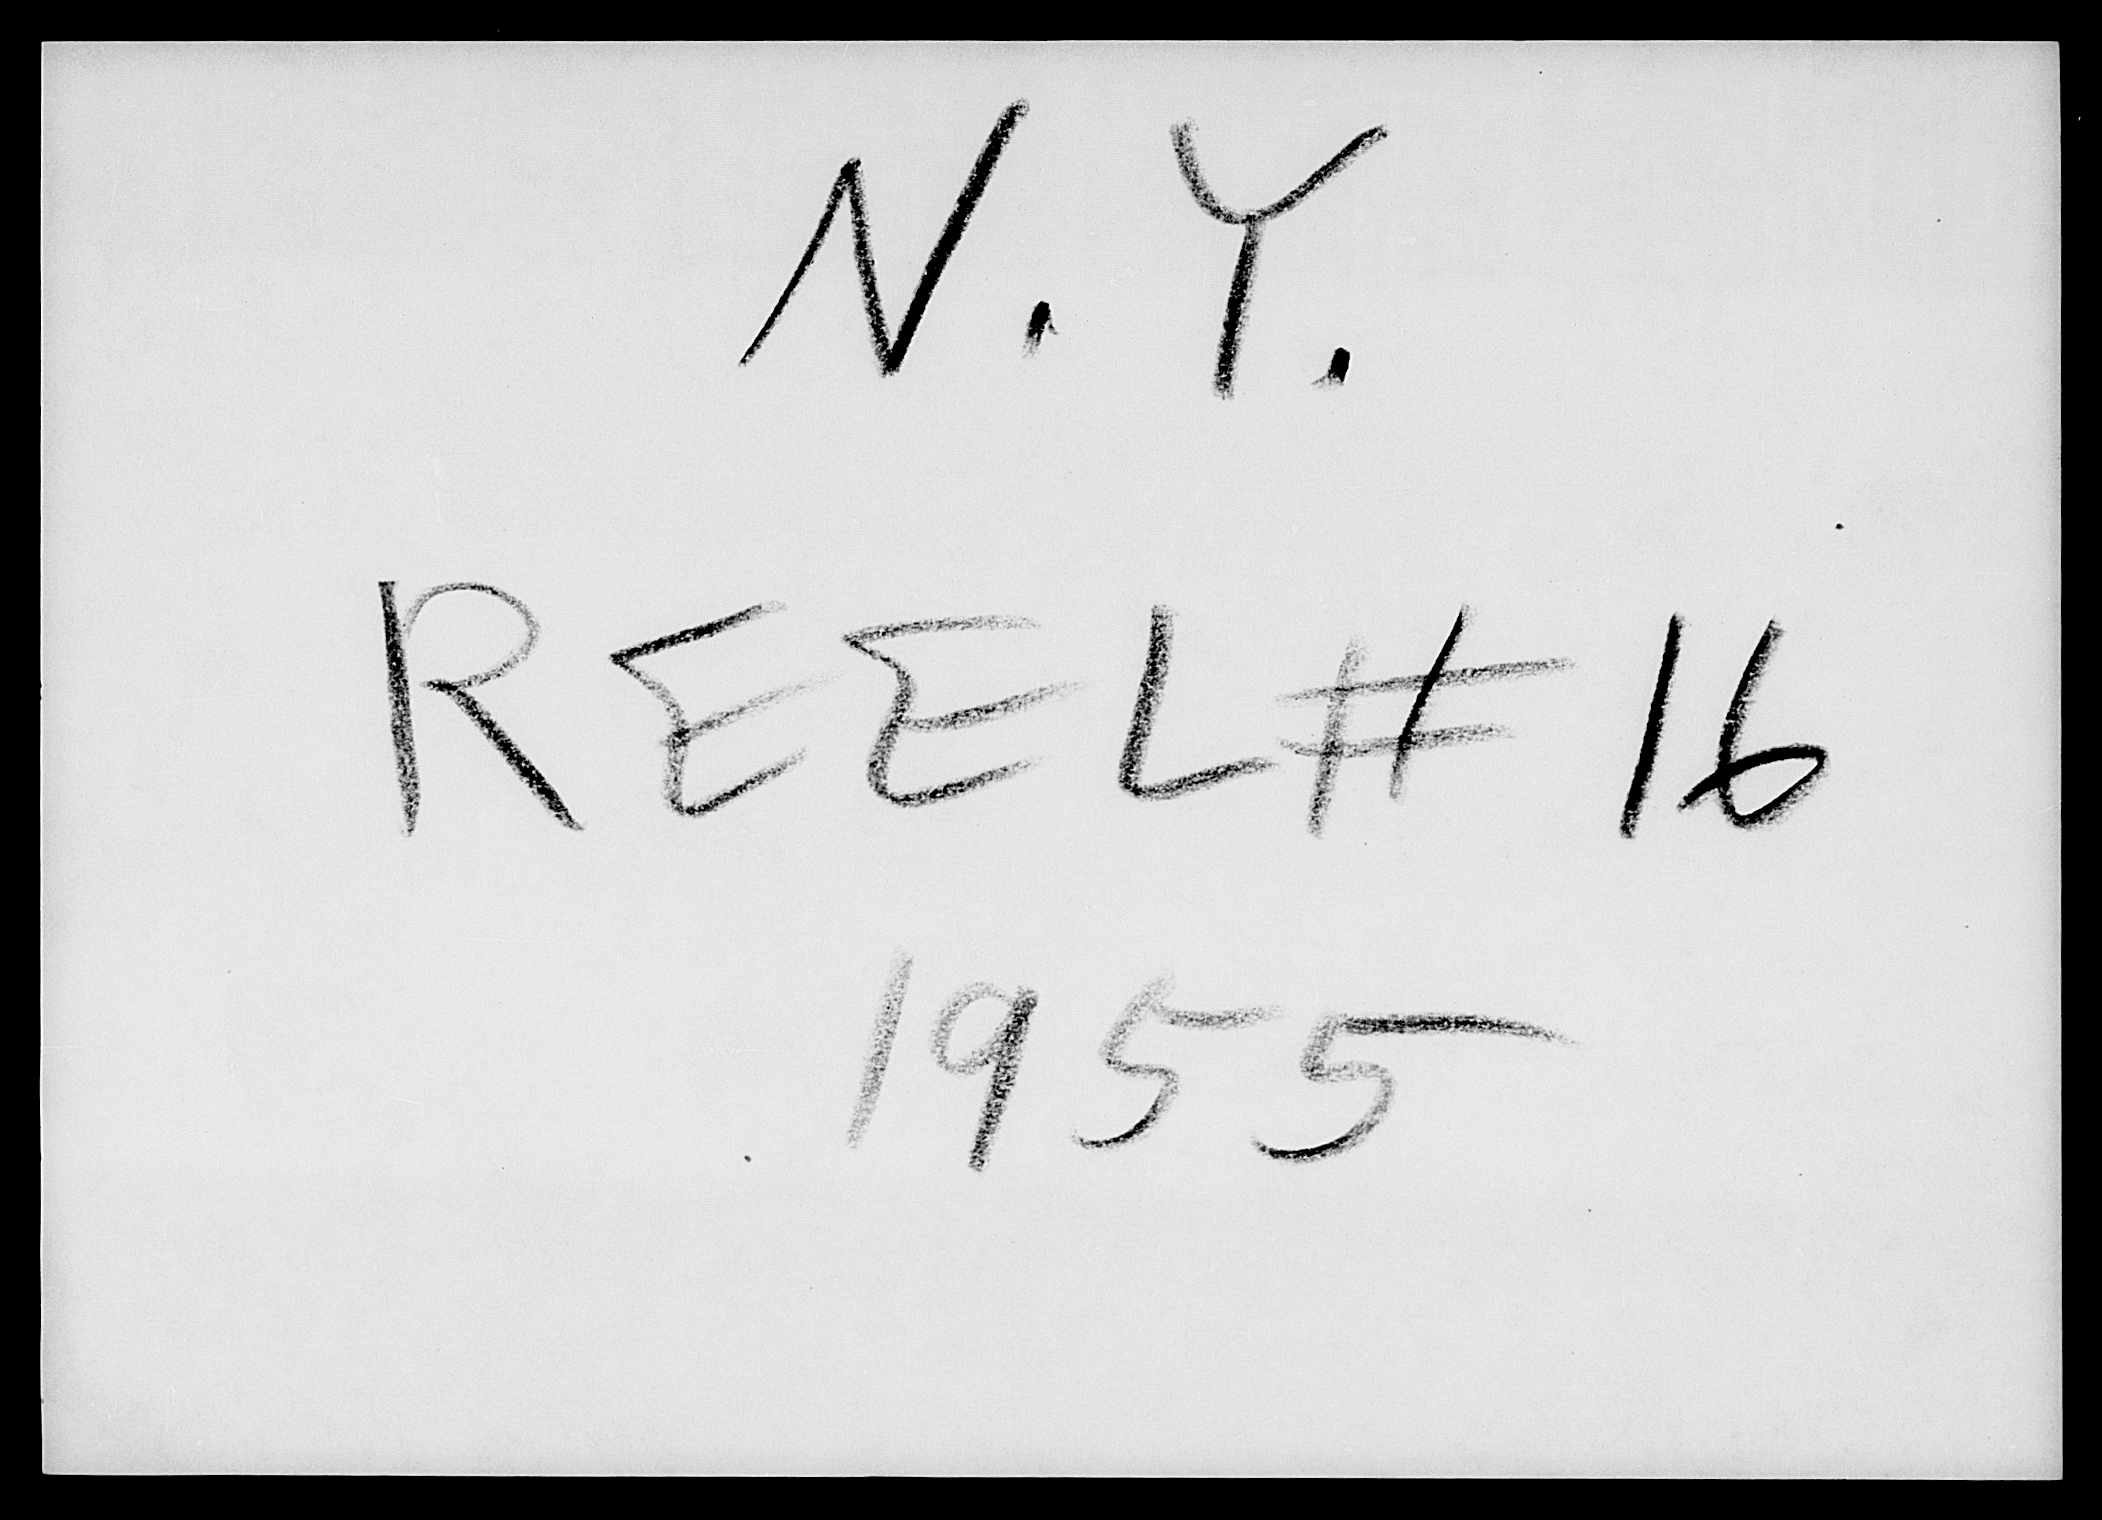 N. Y.
REEL # 16
1955